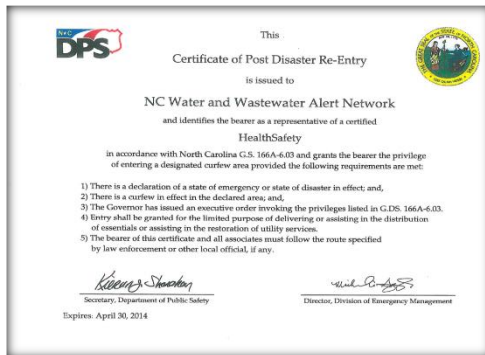 This
N*C
DPS
Certificate of Post Disaster Re-Entry
is issued to
NC Water and Wastewater Alert Network
and identifies the bearer as a representative of a certified
HealthSafety
in accordance with North Carolina G.S. 166A-6.03 and grants the bearer the privilege
of entering a designated curfew area provided the following requirements are met:
1) There is a declaration of a state of emergency or state of disaster in effect; and,
2) There is a curfew in effect in the declared area; and,
3) The Governor has issued an executive order invoking the privileges listed in G.DS. 166A-6.03.
4) Entry shall be granted for the limited purpose of delivering or assisting in the distribution
of essentials or assisting in the restoration of utility services.
5) The bearer of this certificate and all associates must follow the route specified
by law enforcement or other local official, if any.
Secretary, Department of Public Safety
Director, Division of Emergency Management
Expires: April 30, 2014